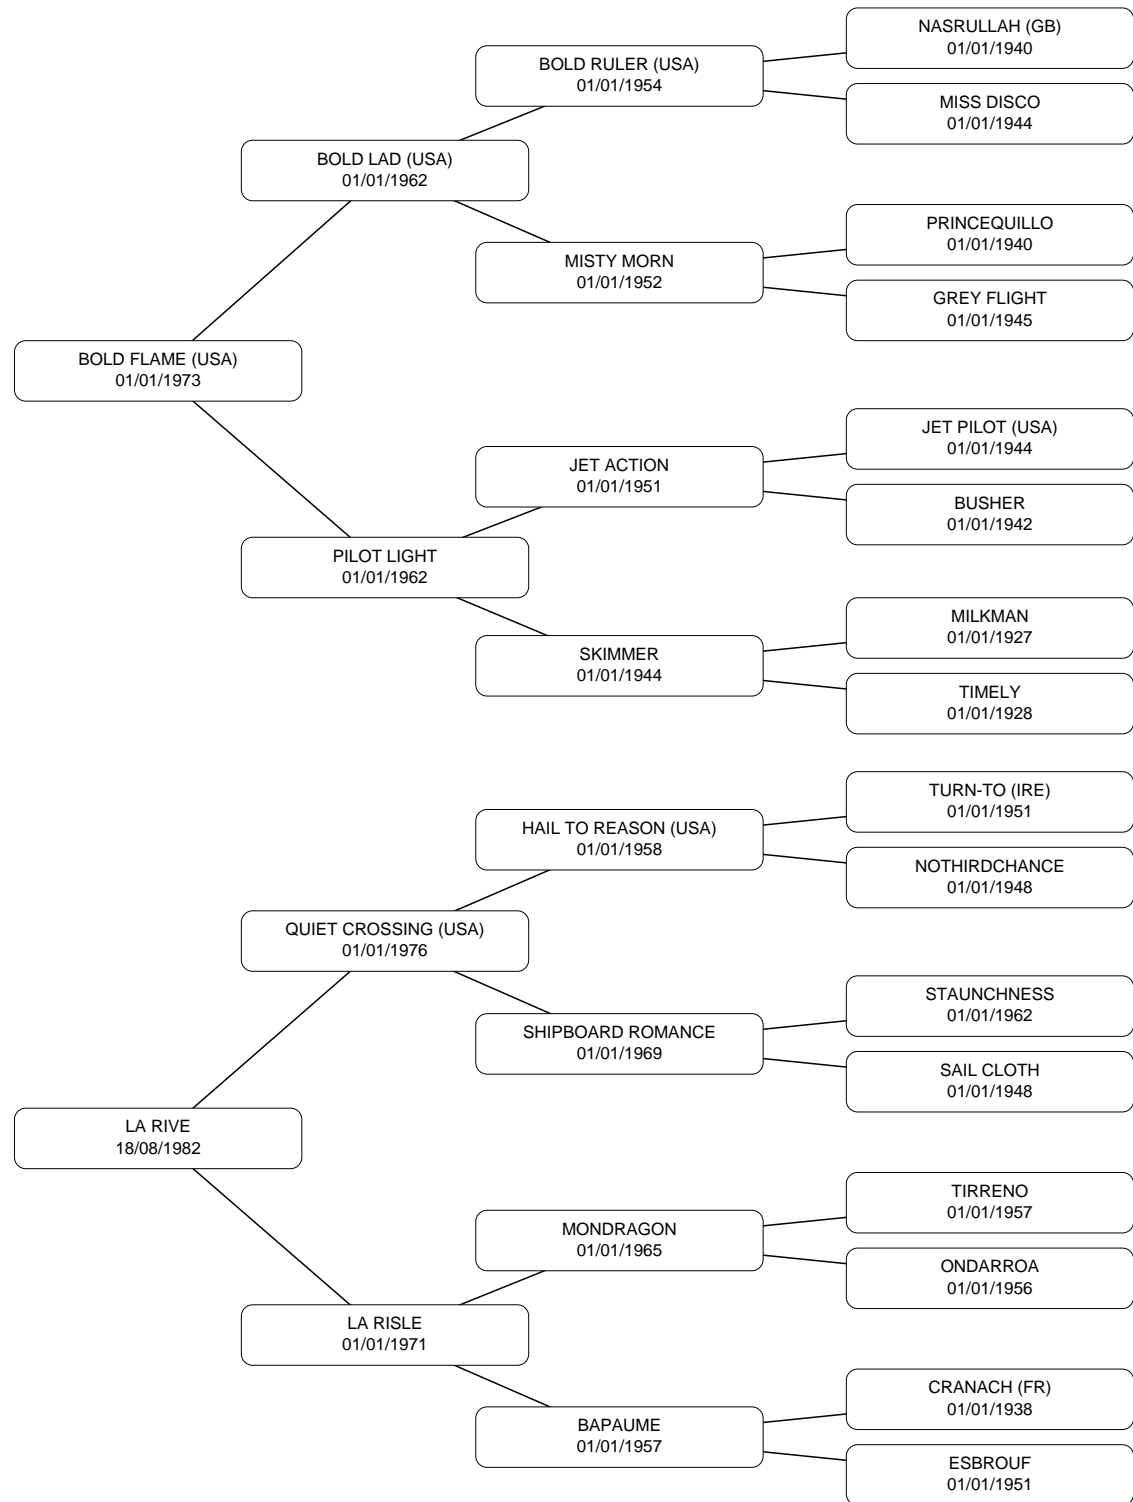 NASRULLAH (GB)
01/01/1940
BOLD RULER (USA)
01/01/1954
MISS DISCO
01/01/1944
BOLD LAD (USA)
01/01/1962
PRINCEQUILLO
01/01/1940
MISTY MORN
01/01/1952
GREY FLIGHT
01/01/1945
BOLD FLAME (USA)
01/01/1973
JET PILOT (USA)
01/01/1944
JET ACTION
01/01/1951
BUSHER
01/01/1942
PILOT LIGHT
01/01/1962
MILKMAN
01/01/1927
SKIMMER
01/01/1944
TIMELY
01/01/1928
TURN-TO (IRE)
01/01/1951
HAIL TO REASON (USA)
01/01/1958
NOTHIRDCHANCE
01/01/1948
QUIET CROSSING (USA)
01/01/1976
STAUNCHNESS
01/01/1962
SHIPBOARD ROMANCE
01/01/1969
SAIL CLOTH
01/01/1948
LA RIVE
18/08/1982
TIRRENO
01/01/1957
MONDRAGON
01/01/1965
ONDARROA
01/01/1956
LA RISLE
01/01/1971
CRANACH (FR)
01/01/1938
BAPAUME
01/01/1957
ESBROUF
01/01/1951